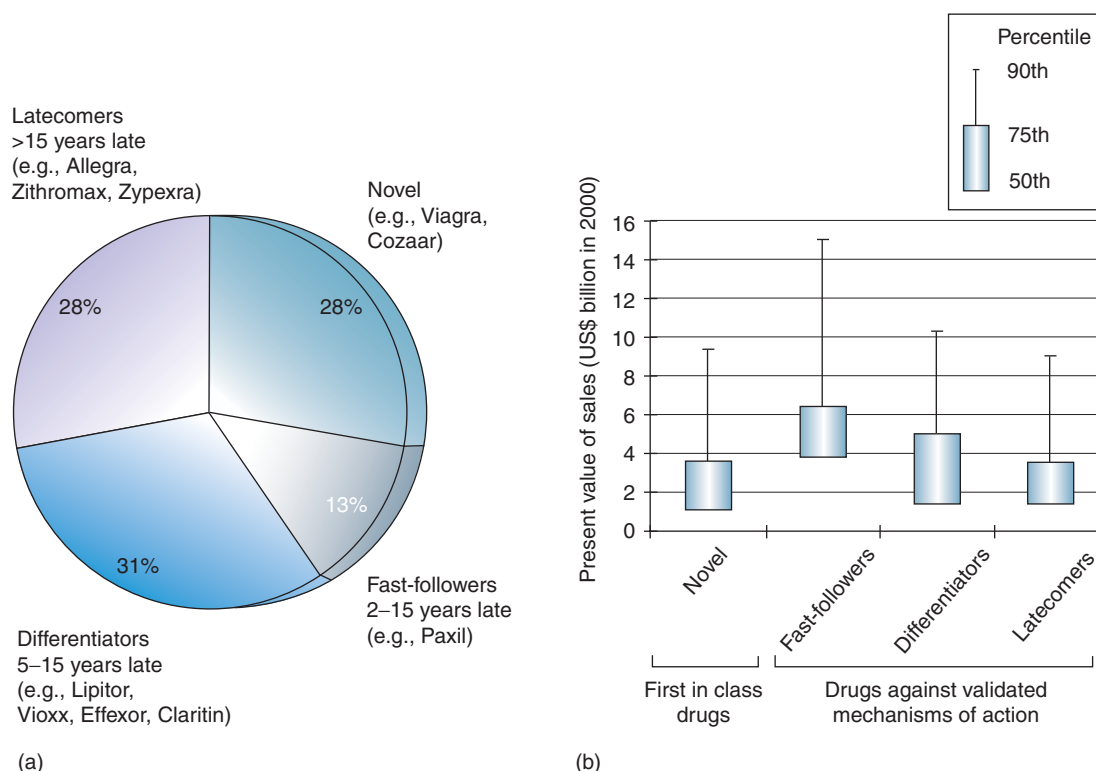 Latecomers
>15 years late
(e.g., Allegra,
Zithromax, Zypexra)
Novel
(e.g., Viagra,
Cozaar)
28%
28%
13%
31%
Fast-followers
2–15 years late
(e.g., Paxil)
Differentiators
5–15 years late
(e.g., Lipitor,
Vioxx, Effexor, Claritin)
(a)
Percentile
90th
75th
50th
Present value of sales (US$ billion in 2000)
16
14
12
10
8
6
4
2
0
Novel
Fast-followers
Differentiators
Latecomers
First in class
drugs
Drugs against validated
mechanisms of action
(b)